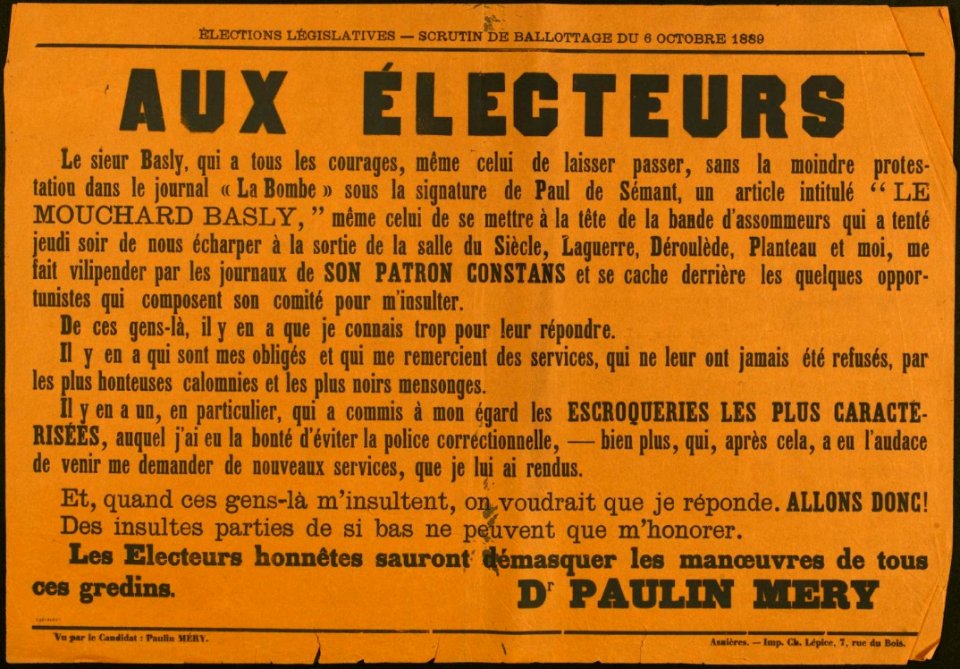 ÉLECTIONS LÉGISLATIVES — SCRUTIN DE BALLOTTAGE DU 6 OCTOBRE 1889
AUX ÉLECTEURS
Le sieur Basly, qui a tous les courages, même celui de laisser passer, sans la moindre protes-
tation dans le journal « La Bombe » sous la signature de Paul de Sémant, un article intitulé “ LE
MOUCHARD BASLY, ” même celui de se mettre à la tête de la bande d'assommeurs qui a tenté
jeudi soir de nous écharper à la sortie de la salle du Siècle, Laguerre, Déroulède, Planteau et moi, me
fait vilipender par les journaux de SON PATRON CONSTANS et se cache derrière les quelques oppor-
tunistes qui composent son comité pour m'insulter.
De ces gens-là, il y en a que je connais trop pour leur répondre.
Il y en a qui sont mes obligés et qui me remercient des services, qui ne leur ont jamais été refusés, par
les plus honteuses calomnies et les plus noirs mensonges.
Il y en a un, en particulier, qui a commis à mon égard les ESCROQUERIES LES PLUS CARACTÉ-
RISÉES, auquel j'ai eu la bonté d'éviter la police correctionnelle, — bien plus, qui, après cela, a eu l'audace
de venir me demander de nouveaux services, que je lui ai rendus.
Et, quand ces gens-là m'insultent, on voudrait que je réponde. ALLONS DONC!
Des insultes parties de si bas ne peuvent que m'honorer.
Les Electeurs honnêtes sauront démasquer les manœuvres de tous
ces gredins.
Dr PAULIN MERY
Vu par le Candidat : Paulin MÉRY.
Asnières. — Imp. Ch. Lépice, 7, rue du Bois.